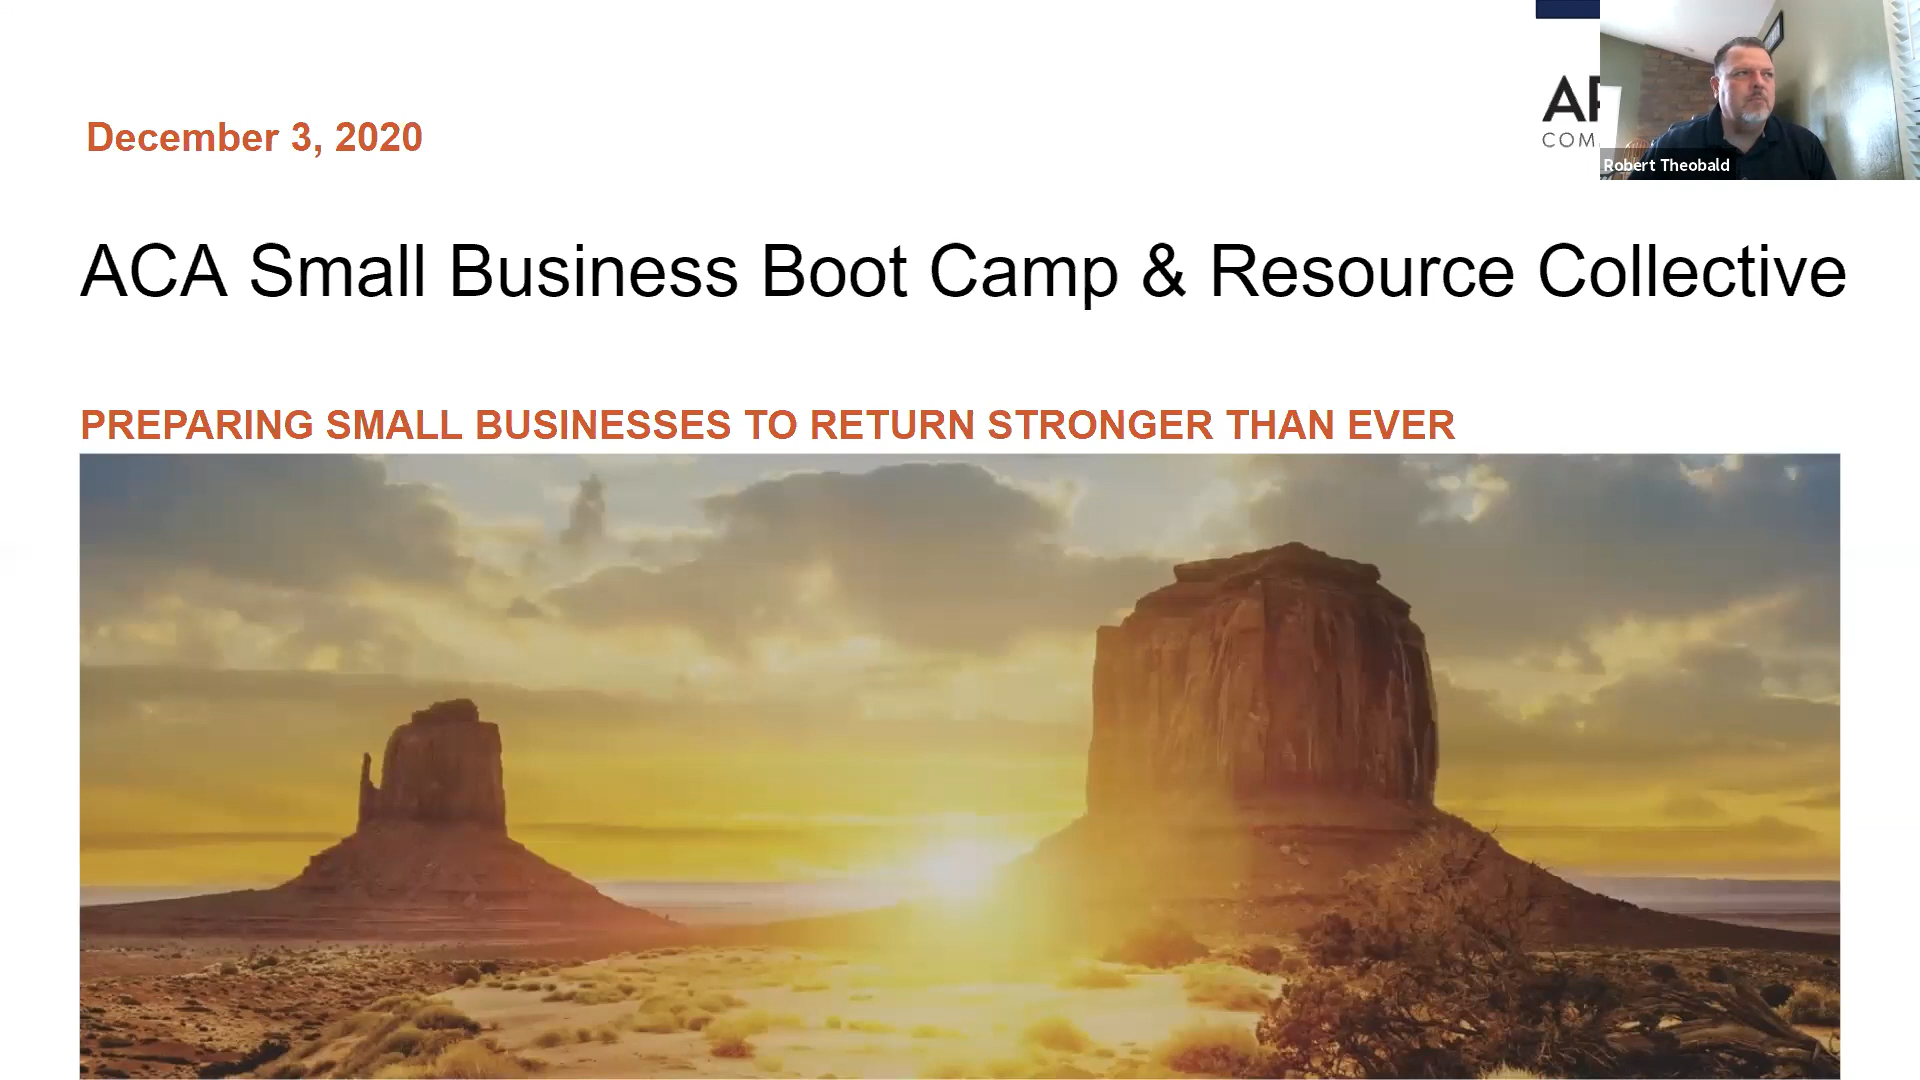 December 3, 2020
Robert Theobald
ACA Small Business Boot Camp & Resource Collective
PREPARING SMALL BUSINESSES TO RETURN STRONGER THAN EVER